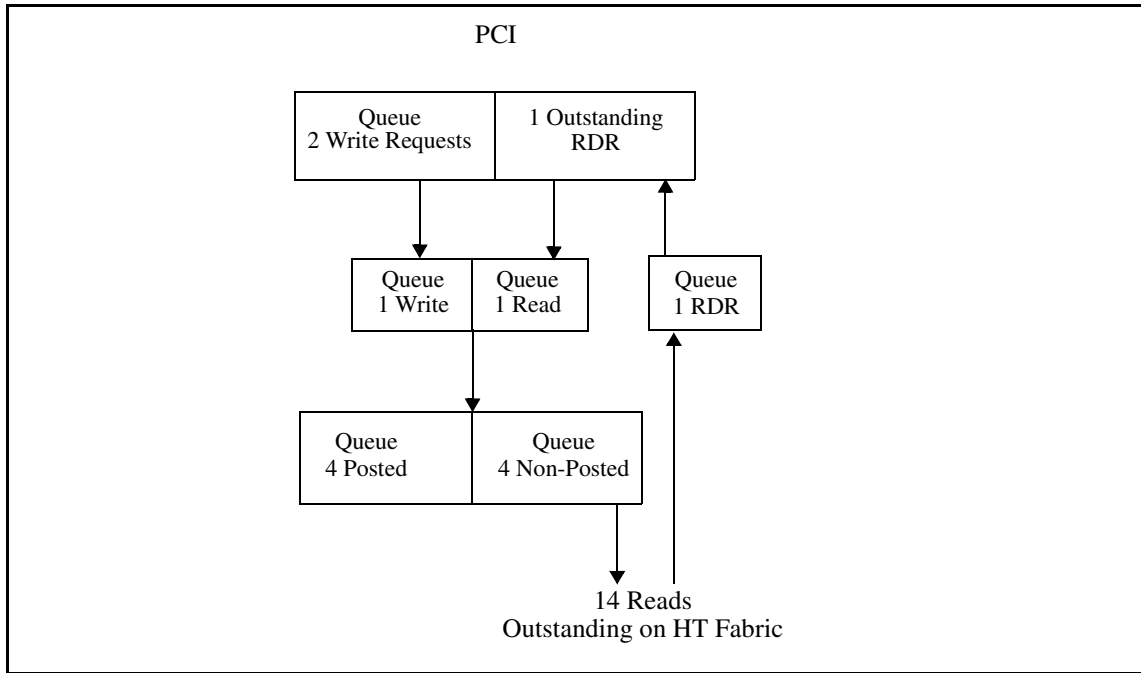 PCI
Queue
2 Write Requests
1 Outstanding
RDR
Queue
1 Write
Queue
1 Read
Queue
1 RDR
Queue
4 Posted
Queue
4 Non-Posted
14 Reads
Outstanding on HT Fabric